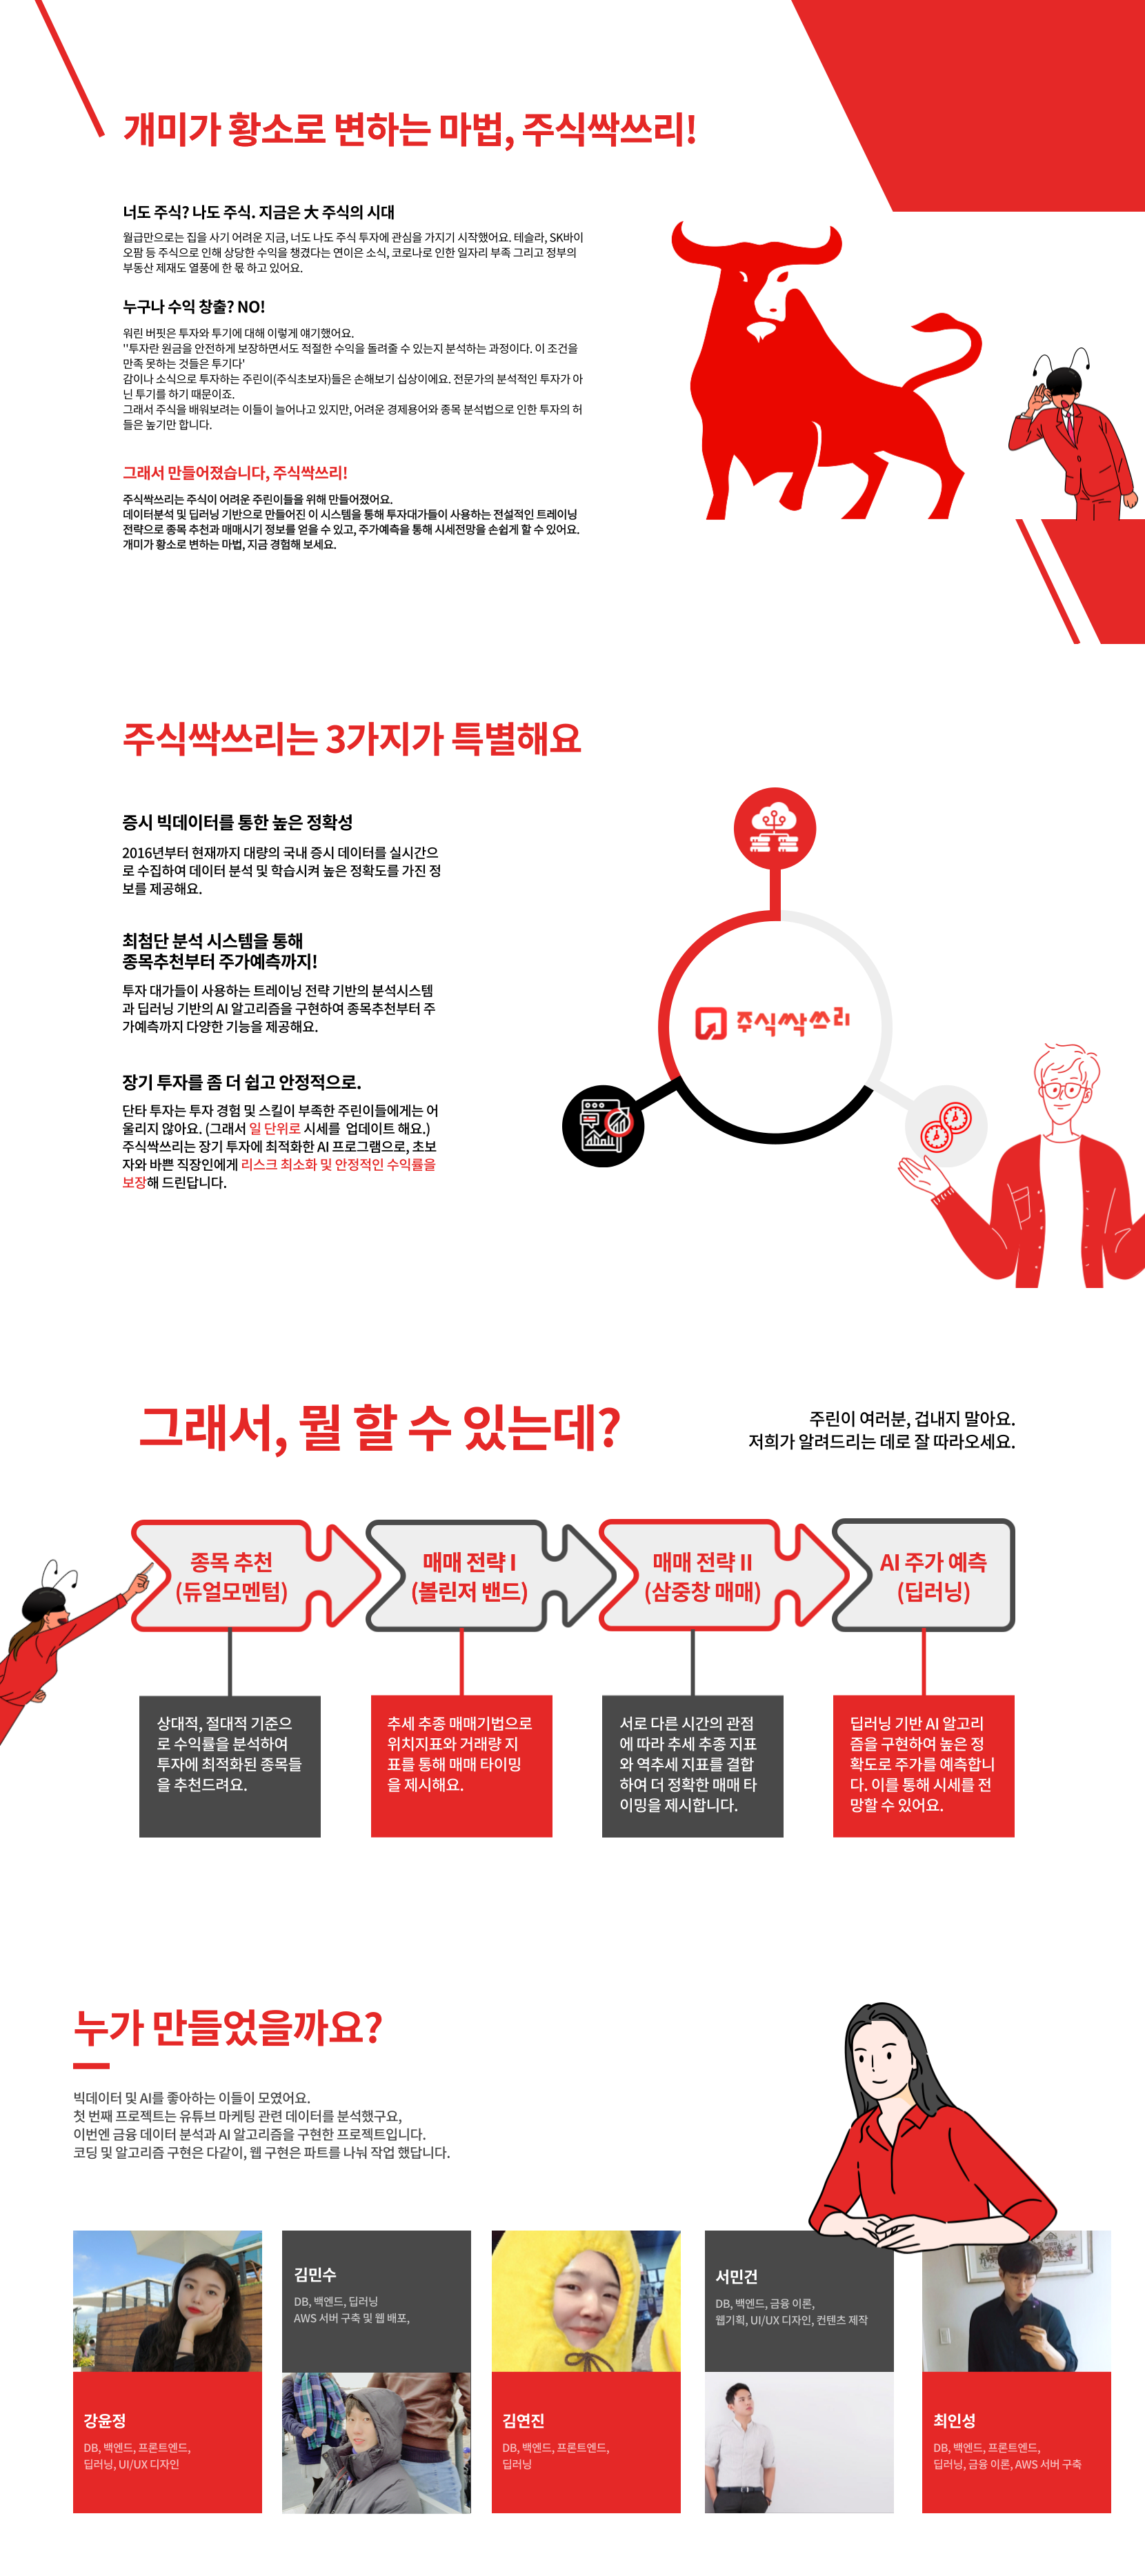 개미가 황소로 변하는 마법, 주식싹쓰리!
너도 주식? 나도 주식. 지금은 大 주식의 시대
월급만으로는 집을 사기 어려운 지금, 너도 나도 주식 투자에 관심을 가지기 시작했어요. 테슬라, SK바이
오팜 등 주식으로 인해 상당한 수익을 챙겼다는 연이은 소식, 코로나로 인한 일자리 부족 그리고 정부의
부동산 제재도 열풍에 한 몫 하고 있어요.
누구나 수익 창출? NO!
워린 버핏은 투자와 투기에 대해 이렇게 얘기했어요.
''투자란 원금을 안전하게 보장하면서도 적절한 수익을 돌려줄 수 있는지 분석하는 과정이다. 이 조건을
만족 못하는 것들은 투기다'
감이나 소식으로 투자하는 주린이(주식초보자)들은 손해보기 십상이에요. 전문가의 분석적인 투자가 아
닌 투기를 하기 때문이죠.
그래서 주식을 배워보려는 이들이 늘어나고 있지만, 어려운 경제용어와 종목 분석법으로 인한 투자의 허
들은 높기만 합니다.
그래서 만들어졌습니다, 주식싹쓰리!
주식싹쓰리는 주식이 어려운 주린이들을 위해 만들어졌어요.
데이터분석 및 딥러닝 기반으로 만들어진 이 시스템을 통해 투자대가들이 사용하는 전설적인 트레이닝
전략으로 종목 추천과 매매시기 정보를 얻을 수 있고, 주가예측을 통해 시세전망을 손쉽게 할 수 있어요.
개미가 황소로 변하는 마법, 지금 경험해 보세요.
주식싹쓰리는 3가지가 특별해요
증시 빅데이터를 통한 높은 정확성
2016년부터 현재까지 대량의 국내 증시 데이터를 실시간으
로 수집하여 데이터 분석 및 학습시켜 높은 정확도를 가진 정
보를 제공해요.
최첨단 분석 시스템을 통해
종목추천부터 주가예측까지!
투자 대가들이 사용하는 트레이닝 전략 기반의 분석시스템
과 딥러닝 기반의 AI 알고리즘을 구현하여 종목추천부터 주
가예측까지 다양한 기능을 제공해요.
장기 투자를 좀 더 쉽고 안정적으로.
단타 투자는 투자 경험 및 스킬이 부족한 주린이들에게는 어
울리지 않아요. (그래서 일 단위로 시세를 업데이트 해요.)
주식싹쓰리는 장기 투자에 최적화한 AI 프로그램으로, 초보
자와 바쁜 직장인에게 리스크 최소화 및 안정적인 수익률을
보장해 드린답니다.
주식싹쓰리
그래서, 뭘 할 수 있는데?
주린이 여러분, 겁내지 말아요.
저희가 알려드리는 데로 잘 따라오세요.
종목 추천
(듀얼모멘텀)
매매 전략 I
(볼린저 밴드)
매매 전략 II
(삼중창 매매)
AI 주가 예측
(딥러닝)
상대적, 절대적 기준으
로 수익률을 분석하여
투자에 최적화된 종목들
을 추천드려요.
추세 추종 매매기법으로
위치지표와 거래량 지
표를 통해 매매 타이밍
을 제시해요.
서로 다른 시간의 관점
에 따라 추세 추종 지표
와 역추세 지표를 결합
하여 더 정확한 매매 타
이밍을 제시합니다.
딥러닝 기반 AI 알고리
즘을 구현하여 높은 정
확도로 주가를 예측합니
다. 이를 통해 시세를 전
망할 수 있어요.
누가 만들었을까요?
빅데이터 및 AI를 좋아하는 이들이 모였어요.
첫 번째 프로젝트는 유튜브 마케팅 관련 데이터를 분석했구요,
이번엔 금융 데이터 분석과 AI 알고리즘을 구현한 프로젝트입니다.
코딩 및 알고리즘 구현은 다같이, 웹 구현은 파트를 나눠 작업 했답니다.
강윤정
DB, 백엔드, 프론트엔드,
딥러닝, UI/UX 디자인
김민수
DB, 백엔드, 딥러닝
AWS 서버 구축 및 웹 배포,
김연진
DB, 백엔드, 프론트엔드,
딥러닝
서민건
DB, 백엔드, 금융 이론,
웹기획, UI/UX 디자인, 컨텐츠 제작
최인성
DB, 백엔드, 프론트엔드,
딥러닝, 금융 이론, AWS 서버 구축